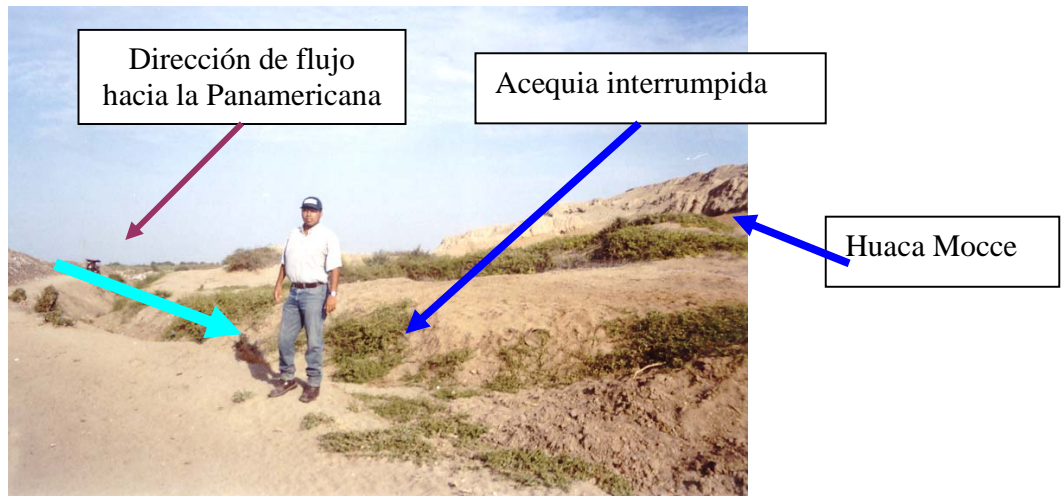 Dirección de flujo
hacia la Panamericana
Acequia interrumpida
Huaca Mocce